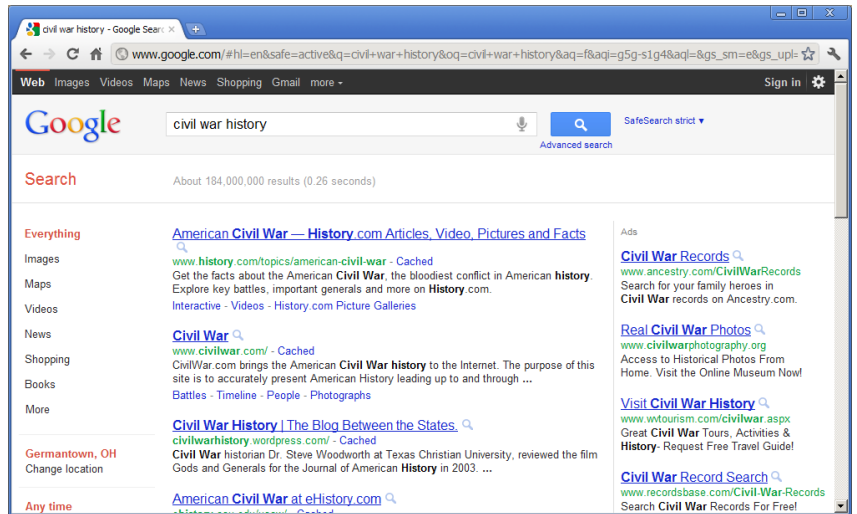 civil war history - Google Sear
www.google.com/#hl=en&safe=active&q=civil+war+history&oq=civil+war+history&aq=f&aqi=g5g-s1g4&aql=&gs_sm=e&gs_upl=
Web Images Videos Maps News Shopping Gmail more
Sign in
Google
civil war history
SafeSearch strict
Advanced search
Search
About 184,000,000 results (0.26 seconds)
Everything
Images
Maps
Videos
News
Shopping
Books
More
Germantown, OH
Change location
Any time
American Civil War — History.com Articles, Video, Pictures and Facts
www.history.com/topics/american-civil-war - Cached
Get the facts about the American Civil War, the bloodiest conflict in American history.
Explore key battles, important generals and more on History.com.
Interactive - Videos - History.com Picture Galleries
Civil War
www.civilwar.com/ - Cached
CivilWar.com brings the American Civil War history to the Internet. The purpose of this
site is to accurately present American History leading up to and through ...
Battles - Timeline - People - Photographs
Civil War History | The Blog Between the States.
civilwarhistory.wordpress.com/ - Cached
Civil War historian Dr. Steve Woodworth at Texas Christian University, reviewed the film
Gods and Generals for the Journal of American History in 2003. ...
American Civil War at eHistory.com
Ads
Civil War Records
www.ancestry.com/CivilWarRecords
Search for your family heroes in
Civil War records on Ancestry.com.
Real Civil War Photos
www.civilwarphotography.org
Access to Historical Photos From
Home. Visit the Online Museum Now!
Visit Civil War History
www.wvtourism.com/civilwar.aspx
Great Civil War Tours, Activities &
History- Request Free Travel Guide!
Civil War Record Search
www.recordsbase.com/Civil-War-Records
Search Civil War Records For Free!